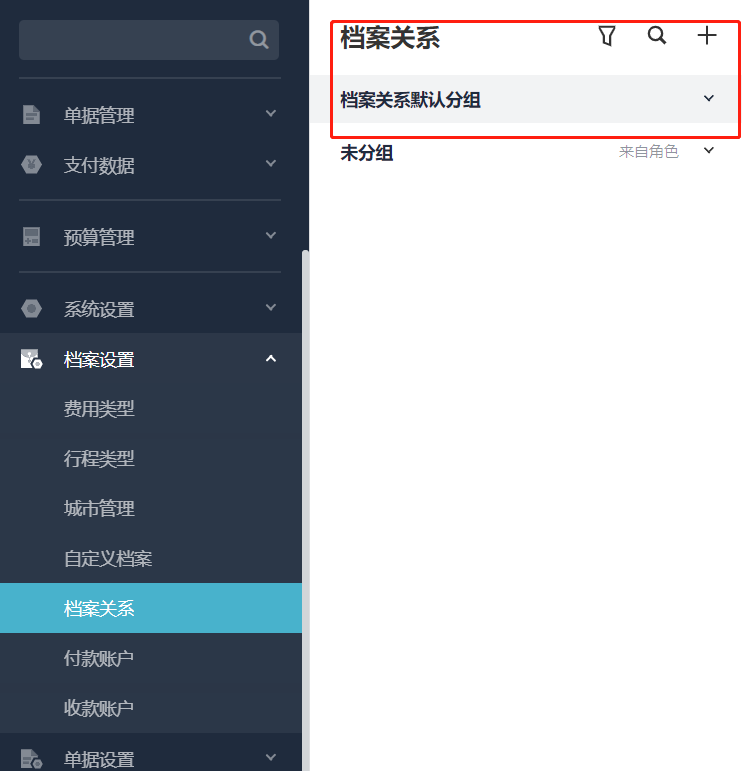 单据管理
支付数据
预算管理
系统设置
档案设置
费用类型
行程类型
城市管理
自定义档案
档案关系
付款账户
收款账户
单据设置
档案关系
档案关系默认分组
未分组 来自角色